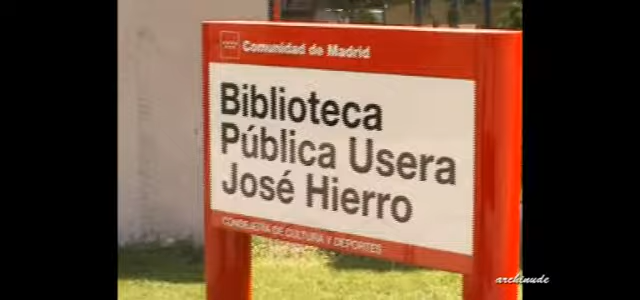 Comunidad de Madrid
Biblioteca
Pública Usera
José Hierro
CONSEJERÍA DE CULTURA Y DEPORTES
archinude